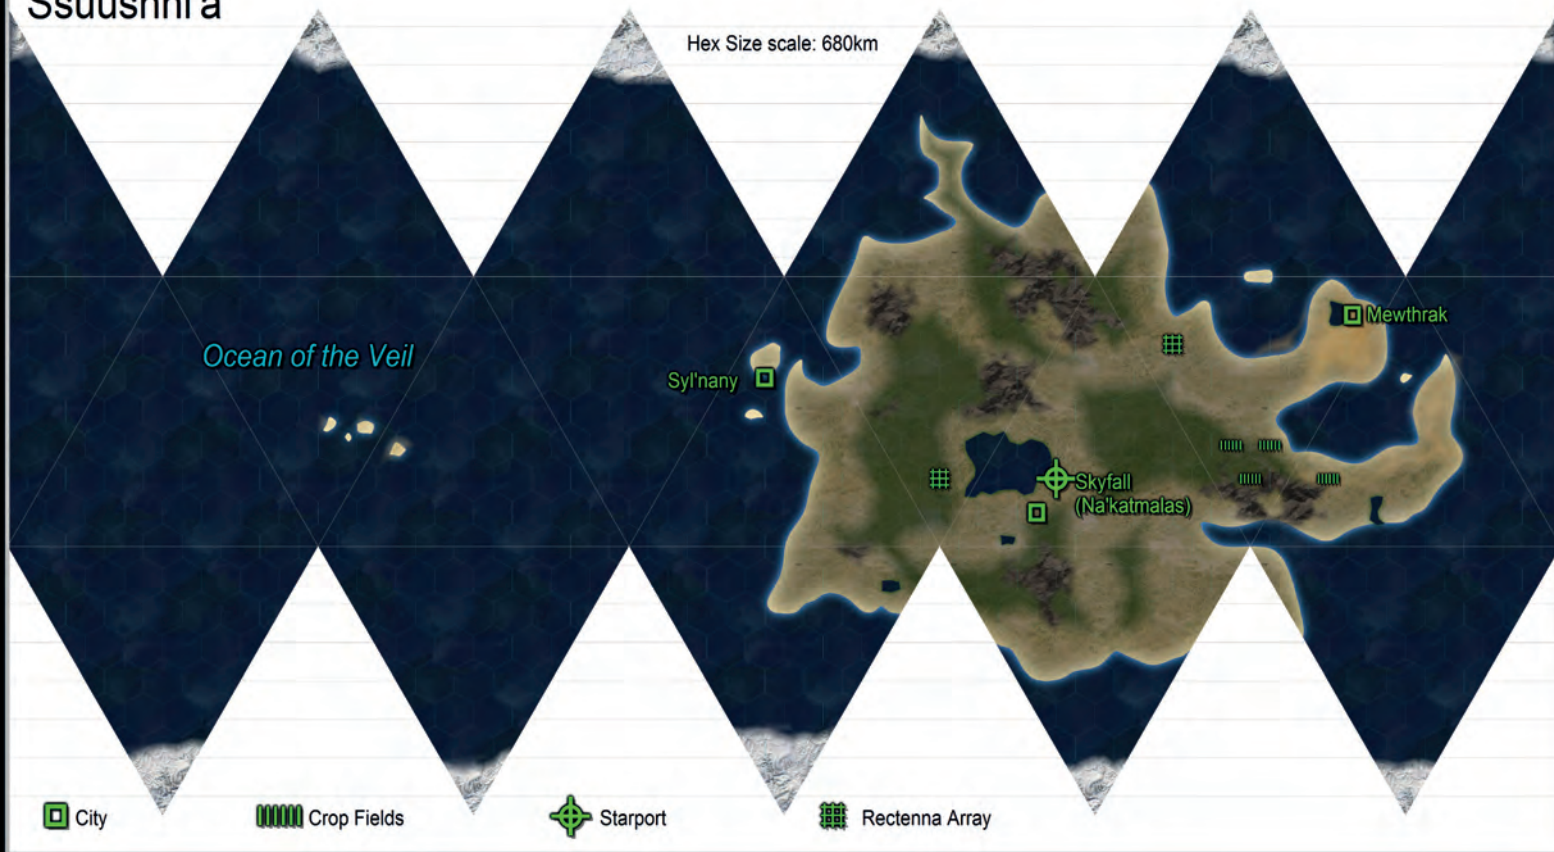 Hex Size scale: 680km
Ocean of the Veil
Syl'nany
Mewthrak
Skyfall
(Na'katmalas)
City
Crop Fields
Starport
Rectenna Array